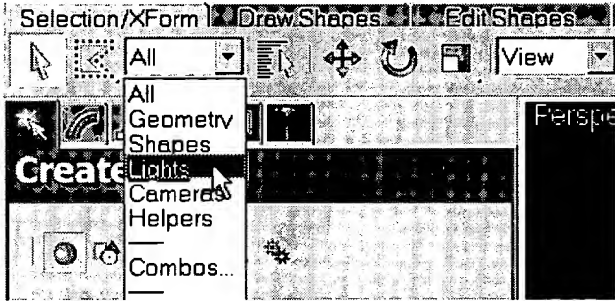 Selection/XForm Draw Shapes Edit Shapes
All View
All
Geometry
Shapes
Lights
Cameras
Helpers
Combos...
Create
Perspe